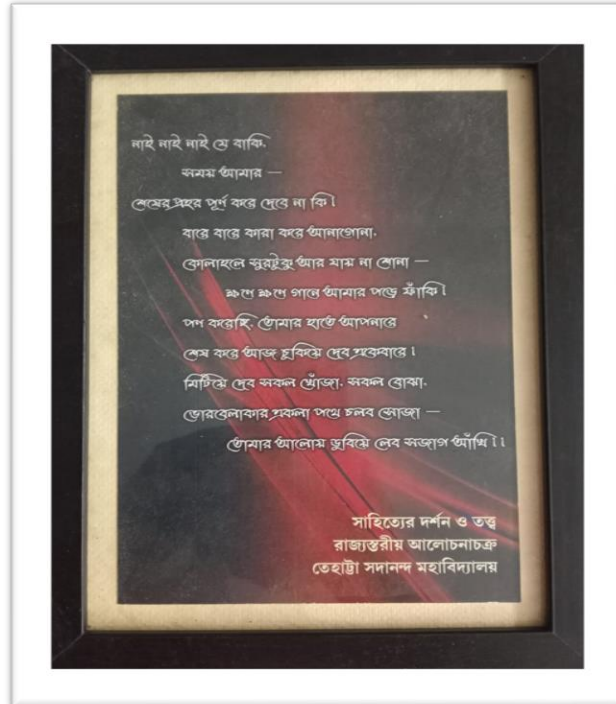 নাই নাই নাই যে বাকি,
সময় আমার —
শেষের প্রহর পূর্ণ করে দেবে না কি।
বারে বারে কারা করে আনাগোনা,
কোলাহলে সুরটুকু আর যায় না শোনা —
ক্ষণে ক্ষণে গানে আমার পড়ে ফাঁকি।
পণ করেছি, তোমার হাতে আপনারে
শেষ করে আজ চুকিয়ে দেব একেবারে।
মিটিয়ে দেব সকল খোঁজা, সকল বোঝা,
ভোরবেলাকার একলা পথে চলব সোজা —
তোমার আলোয় ডুবিয়ে নেব সজাগ আঁখি।।
সাহিত্যের দর্শন ও তত্ত্ব
রাজ্যস্তরীয় আলোচনাচক্র
তেহাট্টা সদানন্দ মহাবিদ্যালয়